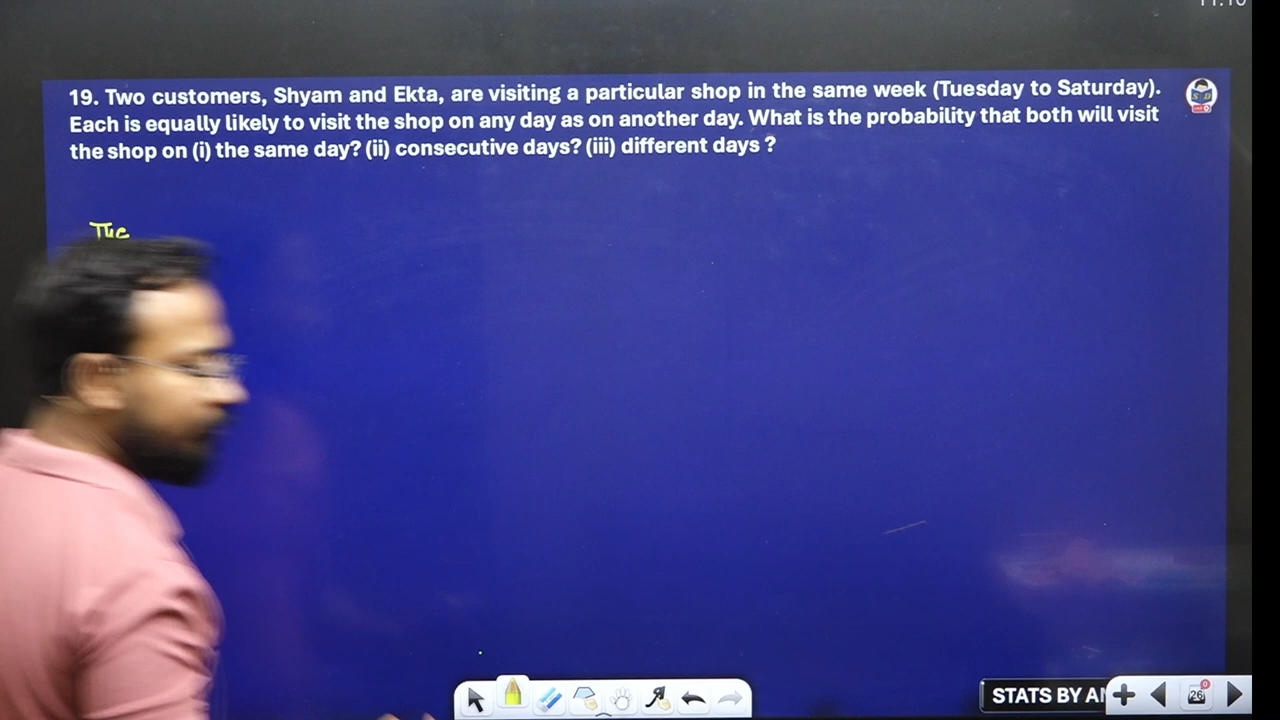 19. Two customers, Shyam and Ekta, are visiting a particular shop in the same week (Tuesday to Saturday).
Each is equally likely to visit the shop on any day as on another day. What is the probability that both will visit
the shop on (i) the same day? (ii) consecutive days? (iii) different days ?
Tue
STATS BY
26